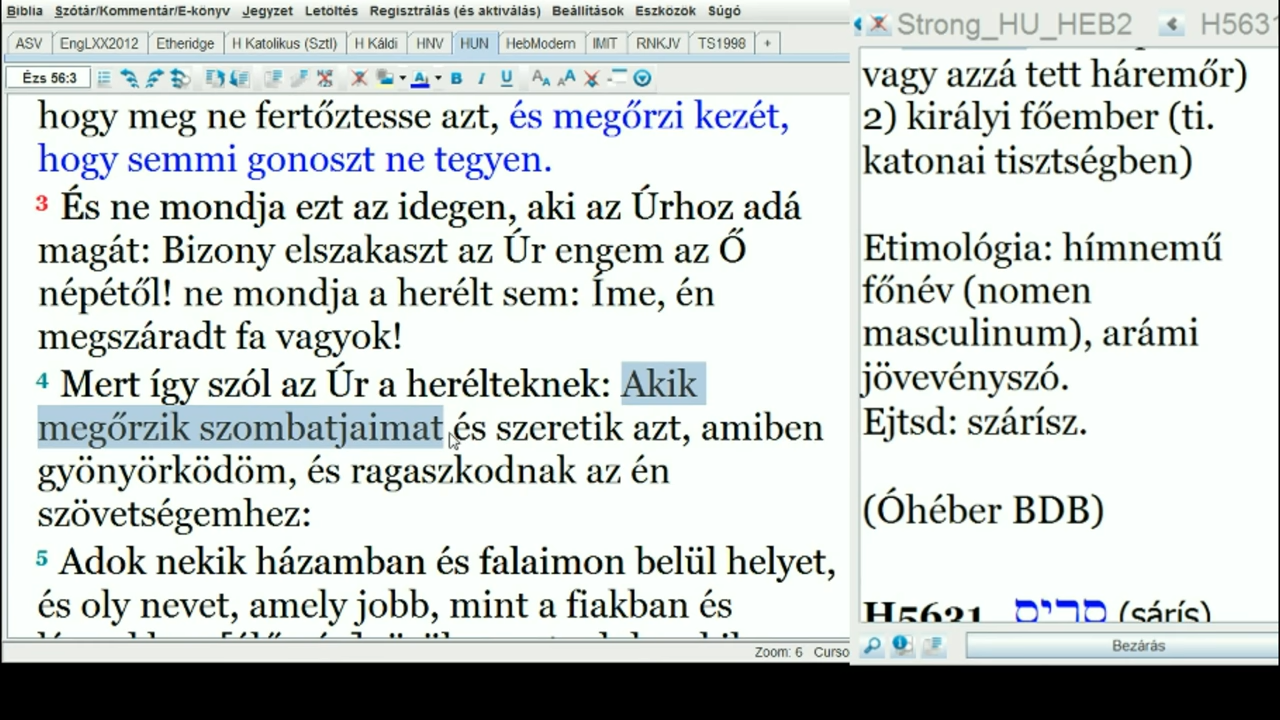 Biblia Szótár/Kommentár/E-könyv Jegyzet Letöltés Regisztrálás (és aktiválás) Beállítások Eszközök Súgó
ASV EngLXX2012 Etheridge H Katolikus (Sztl) H Káldi HNV HUN HebModern IMIT RNKJV TS1998 +
Ézs 56:3
hogy meg ne fertőztesse azt, és megőrzi kezét,
hogy semmi gonoszt ne tegyen.
3 És ne mondja ezt az idegen, aki az Úrhoz adá
magát: Bizony elszakaszt az Úr engem az Ő
népétől! ne mondja a herélt sem: Íme, én
megszáradt fa vagyok!
4 Mert így szól az Úr a herélteknek: Akik
megőrzik szombatjaimat és szeretik azt, amiben
gyönyörködöm, és ragaszkodnak az én
szövetségemhez:
5 Adok nekik házamban és falaimon belül helyet,
és oly nevet, amely jobb, mint a fiakban és
Zoom: 6 Curso
Strong_HU_HEB2 H563
vagy azzá tett háremőr)
2) királyi főember (ti.
katonai tisztségben)
Etimológia: hímnemű
főnév (nomen
masculinum), arámi
jövevényszó.
Ejtsd: szárísz.
(Óhéber BDB)
H5631 סריס (sárís)
Bezárás